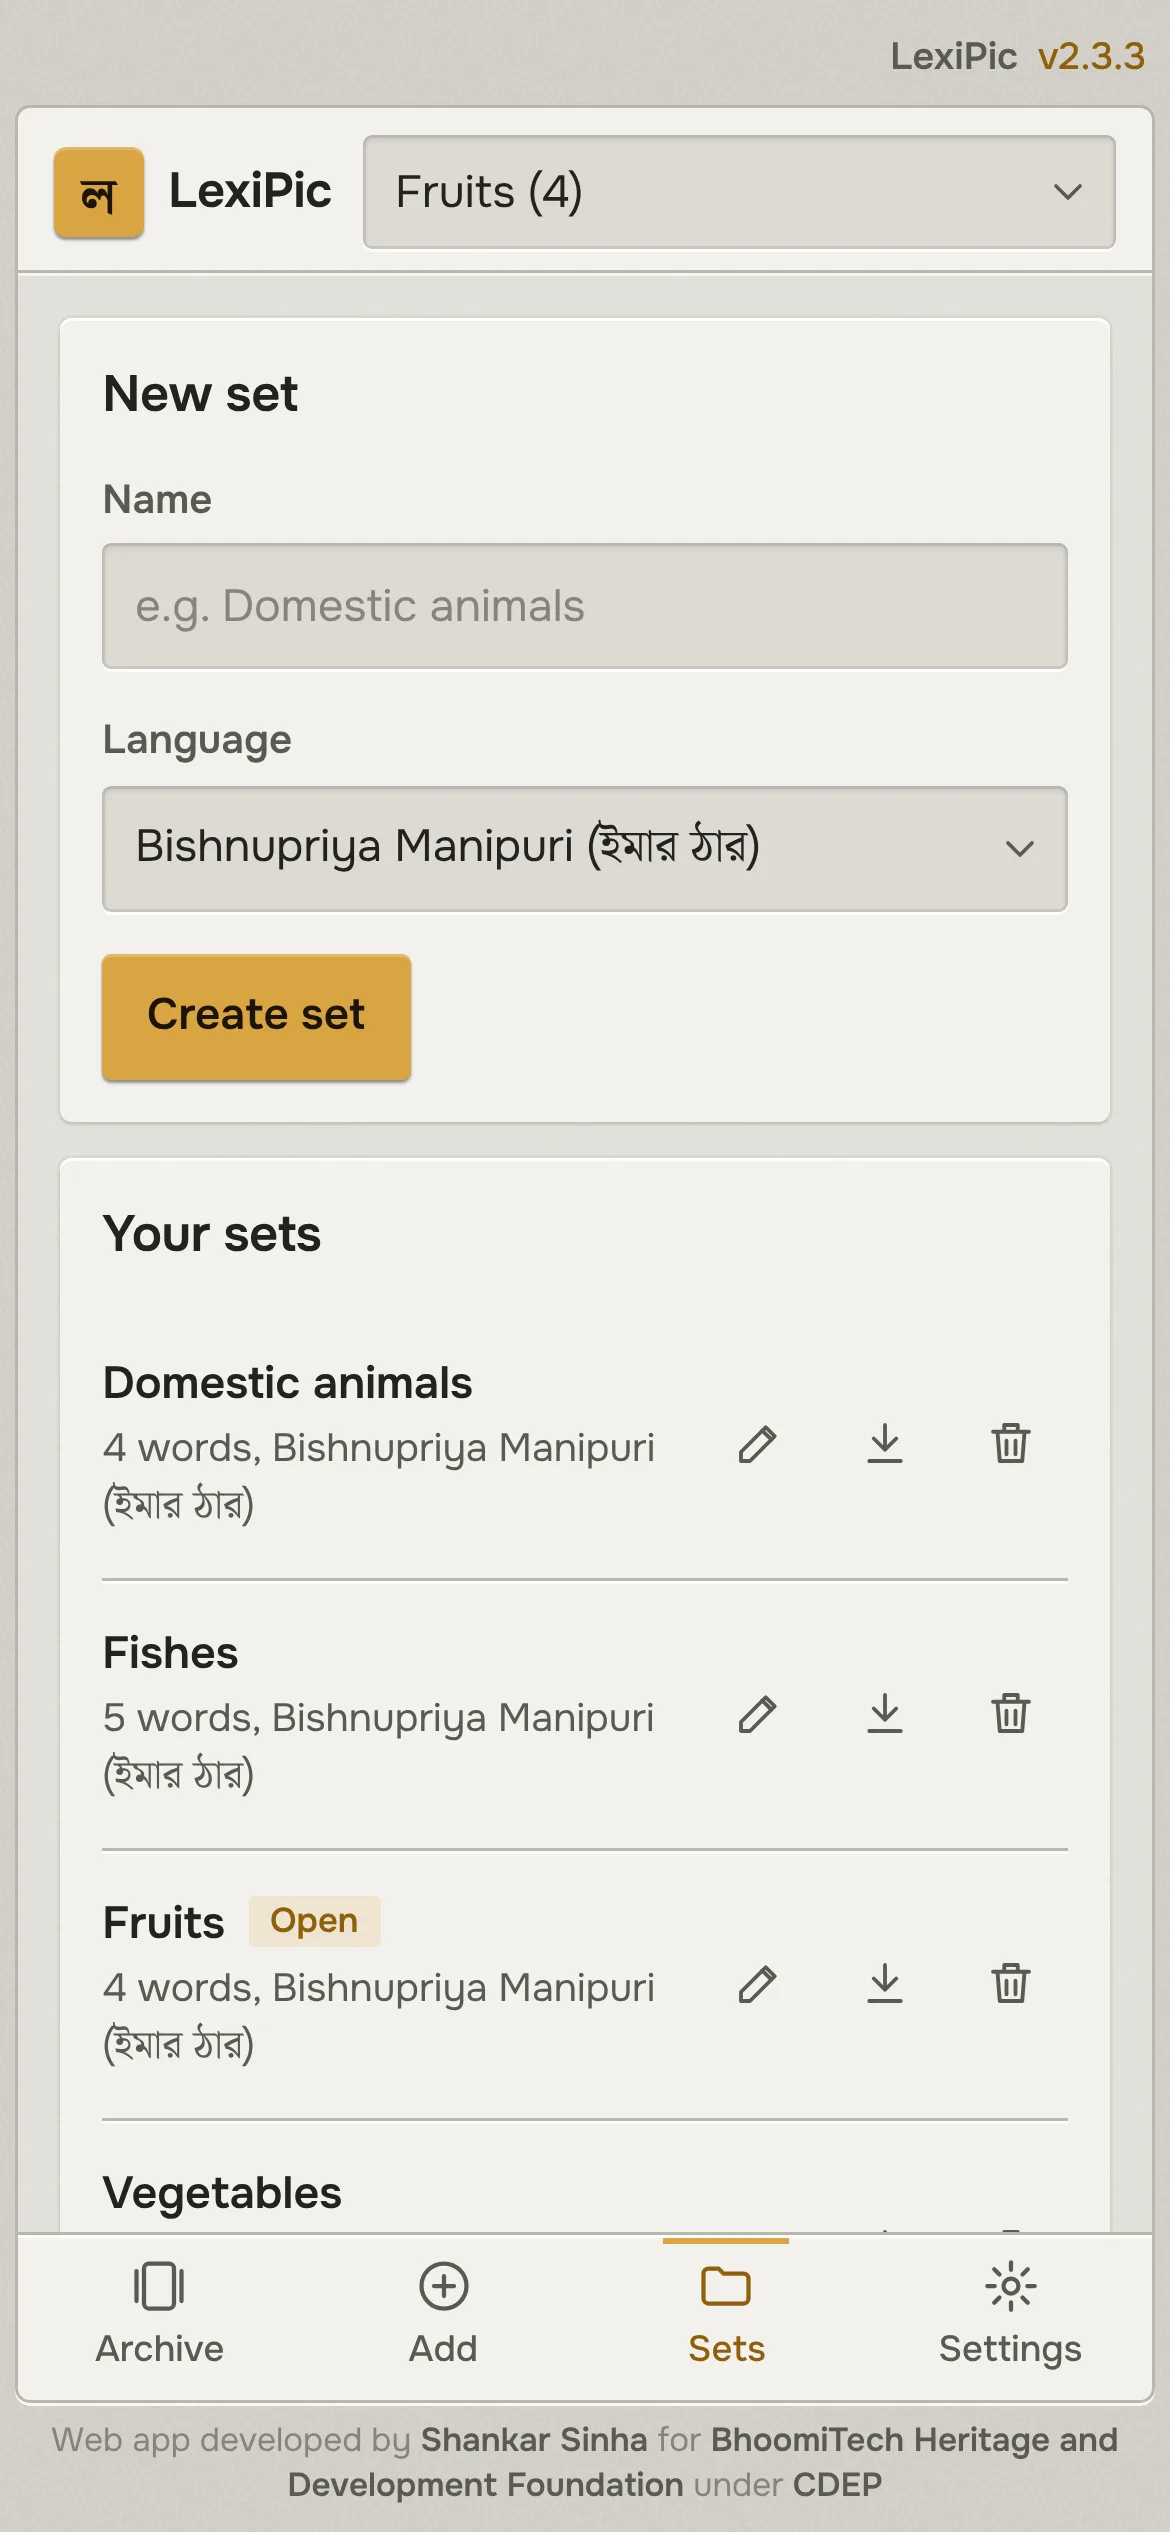 LexiPic v2.3.3
ল LexiPic Fruits (4)
New set
Name
e.g. Domestic animals
Language
Bishnupriya Manipuri (ইমার ঠার)
Create set
Your sets
Domestic animals
4 words, Bishnupriya Manipuri
(ইমার ঠার)
Fishes
5 words, Bishnupriya Manipuri
(ইমার ঠার)
Fruits Open
4 words, Bishnupriya Manipuri
(ইমার ঠার)
Vegetables
Archive Add Sets Settings
Web app developed by Shankar Sinha for BhoomiTech Heritage and
Development Foundation under CDEP